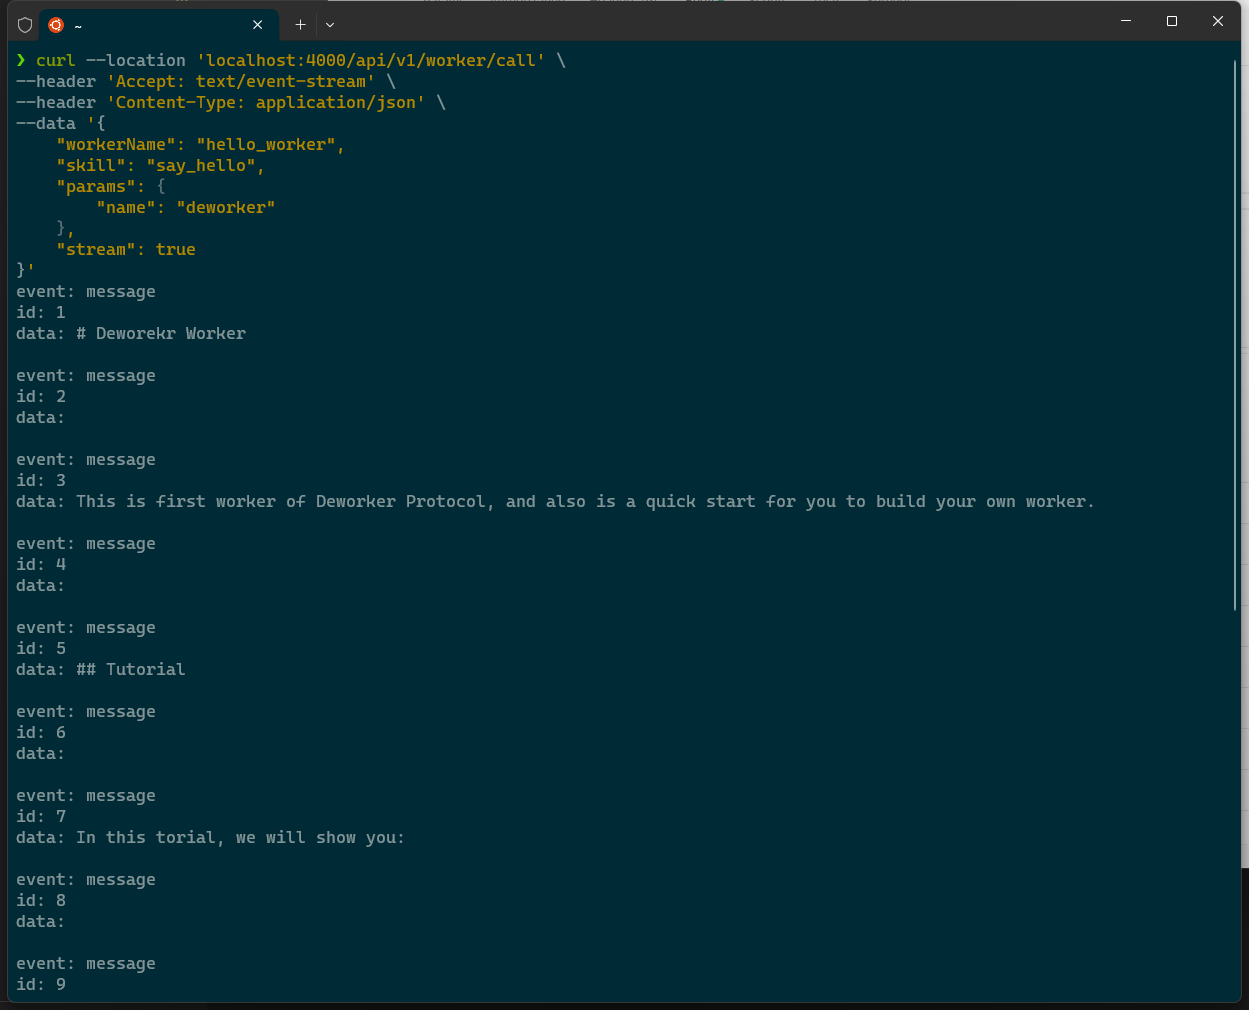 ~
❯ curl --location 'localhost:4000/api/v1/worker/call' \
--header 'Accept: text/event-stream' \
--header 'Content-Type: application/json' \
--data '{
    "workerName": "hello_worker",
    "skill": "say_hello",
    "params": {
        "name": "deworker"
    },
    "stream": true
}'
event: message
id: 1
data: # Deworekr Worker

event: message
id: 2
data:

event: message
id: 3
data: This is first worker of Deworker Protocol, and also is a quick start for you to build your own worker.

event: message
id: 4
data:

event: message
id: 5
data: ## Tutorial

event: message
id: 6
data:

event: message
id: 7
data: In this torial, we will show you:

event: message
id: 8
data:

event: message
id: 9